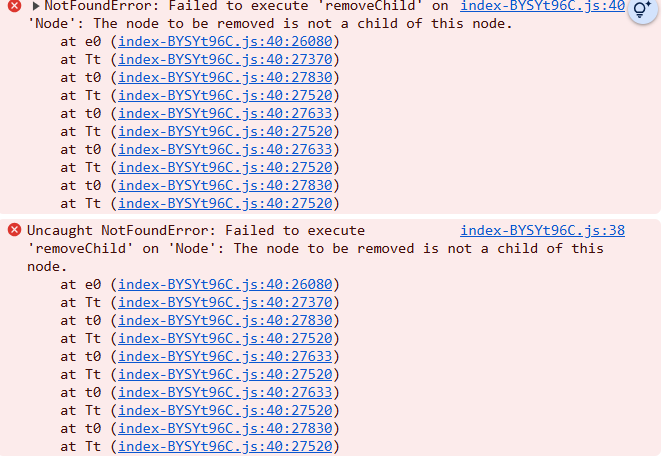 NotFoundError: Failed to execute 'removeChild' on index-BYSYt96C.js:40
'Node': The node to be removed is not a child of this node.
at e0 (index-BYSYt96C.js:40:26080)
at Tt (index-BYSYt96C.js:40:27370)
at t0 (index-BYSYt96C.js:40:27830)
at Tt (index-BYSYt96C.js:40:27520)
at t0 (index-BYSYt96C.js:40:27633)
at Tt (index-BYSYt96C.js:40:27520)
at t0 (index-BYSYt96C.js:40:27633)
at Tt (index-BYSYt96C.js:40:27520)
at t0 (index-BYSYt96C.js:40:27830)
at Tt (index-BYSYt96C.js:40:27520)
Uncaught NotFoundError: Failed to execute index-BYSYt96C.js:38
'removeChild' on 'Node': The node to be removed is not a child of this
node.
at e0 (index-BYSYt96C.js:40:26080)
at Tt (index-BYSYt96C.js:40:27370)
at t0 (index-BYSYt96C.js:40:27830)
at Tt (index-BYSYt96C.js:40:27520)
at t0 (index-BYSYt96C.js:40:27633)
at Tt (index-BYSYt96C.js:40:27520)
at t0 (index-BYSYt96C.js:40:27633)
at Tt (index-BYSYt96C.js:40:27520)
at t0 (index-BYSYt96C.js:40:27830)
at Tt (index-BYSYt96C.js:40:27520)